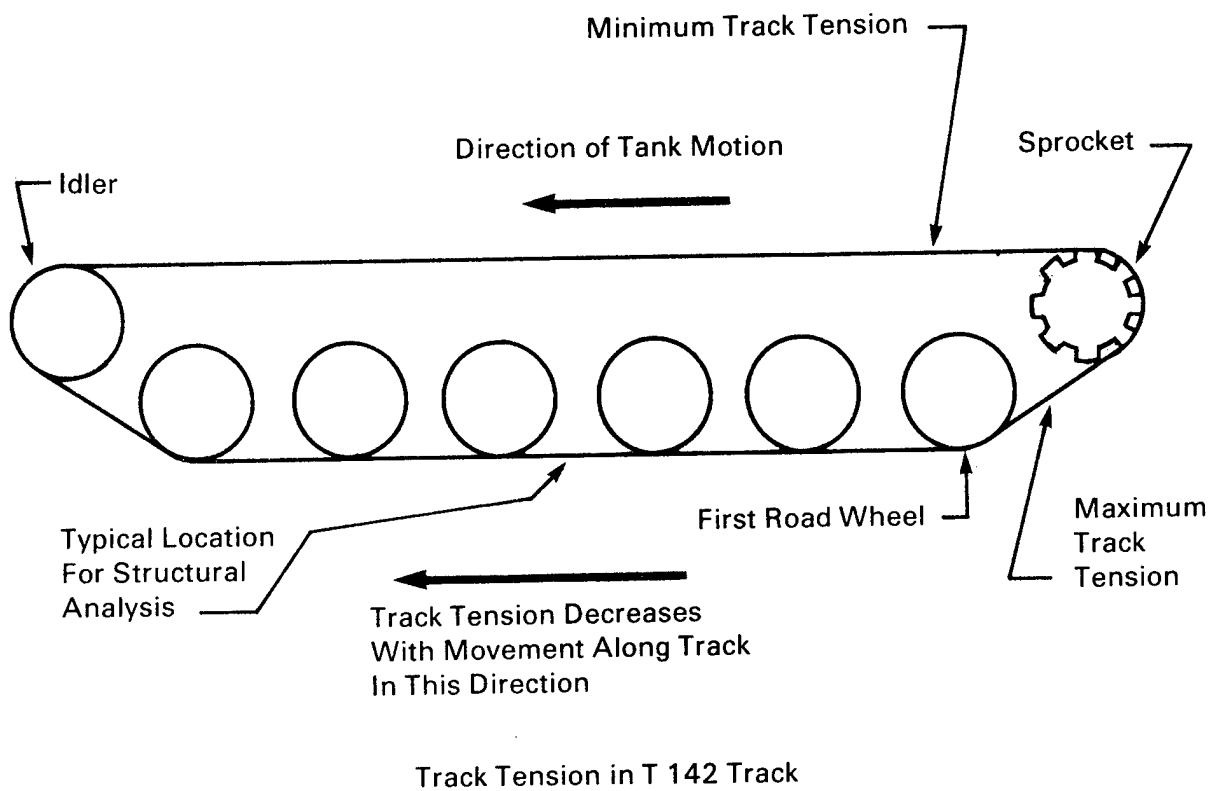 Minimum Track Tension
Direction of Tank Motion
Sprocket
Idler
First Road Wheel
Maximum
Track
Tension
Typical Location
For Structural
Analysis
Track Tension Decreases
With Movement Along Track
In This Direction
Track Tension in T 142 Track